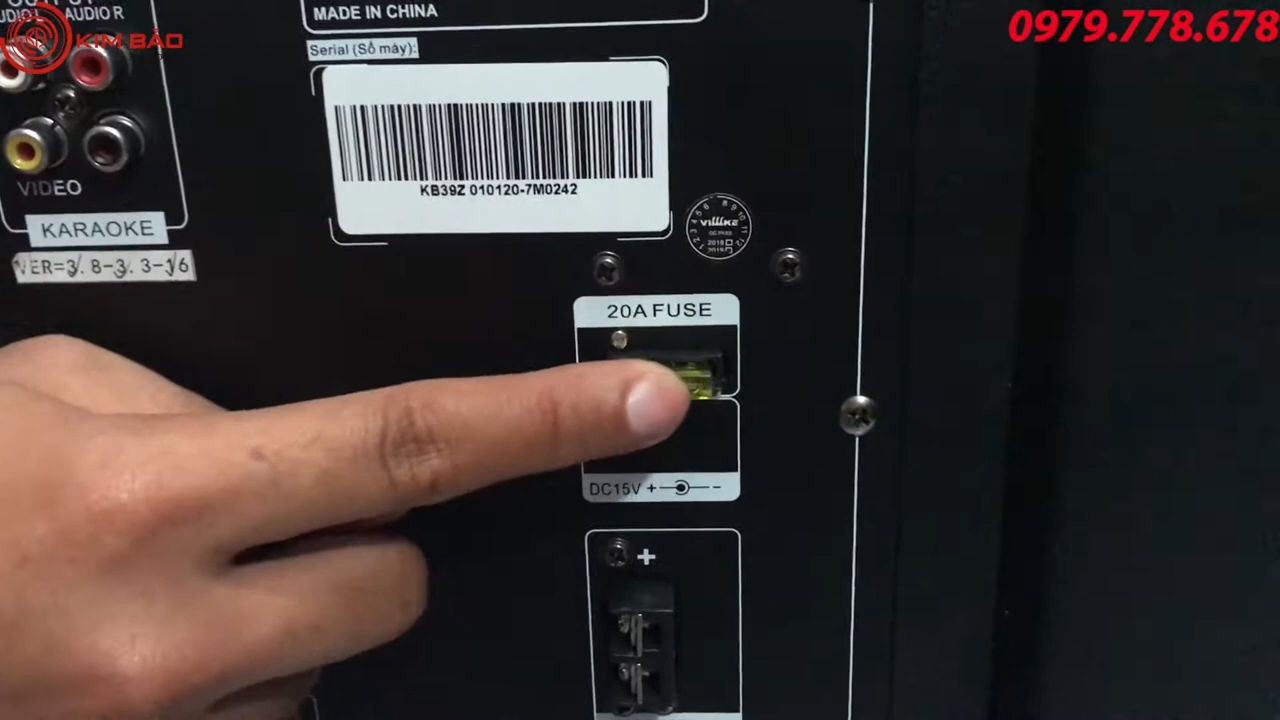 AUDIO R
KIM BẢO
0979.778.678
MADE IN CHINA
Serial (Số máy):
KB39Z 010120-7M0242
VIDEO
KARAOKE
VER=3.8-3.3-16
20A FUSE
DC15V + -
+